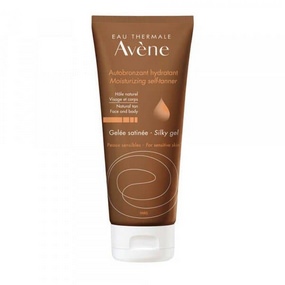 EAU THERMALE
Avène
Autobronzant hydratant
Moisturizing self-tanner
Hâle naturel
Visage et corps
Natural tan
Face and body
Gelée satinée - Silky gel
Peaux sensibles - For sensitive skin